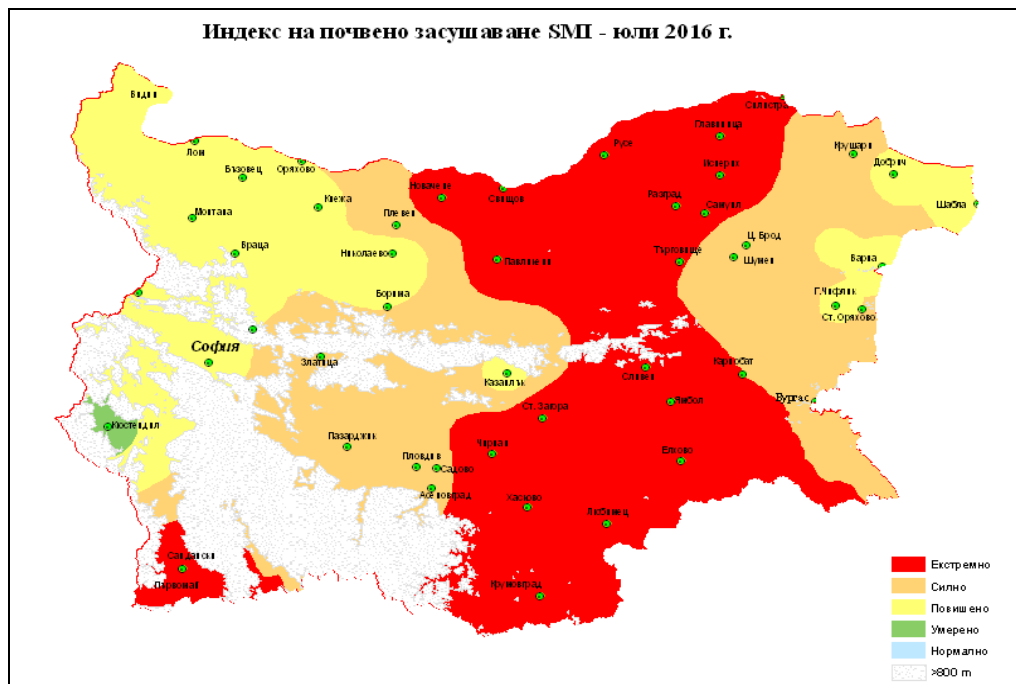 Индекс на почвено засушаване SMI - юли 2016 г.
Видин
Силистра
Главиница
Лом
Русе
Крушари
Бъзовец
Оряхово
Исперих
Добрич
Новачене
Свищов
Кнежа
Разград
Самуил
Шабла
Монтана
Плевен
Ц. Брод
Враца
Николаево
Павликени
Търговище
Шумен
Варна
Борима
Г.Чифлик
Ст. Оряхово
София
Златица
Казанлък
Сливен
Карнобат
Ямбол
Бургас
Кюстендил
Ст. Загора
Пазарджик
Чирпан
Пловдив
Садово
Елхово
Асеновград
Хасково
Любимец
Сандански
Крумовград
Екстремно
Силно
Повишено
Умерено
Нормално
>800 m